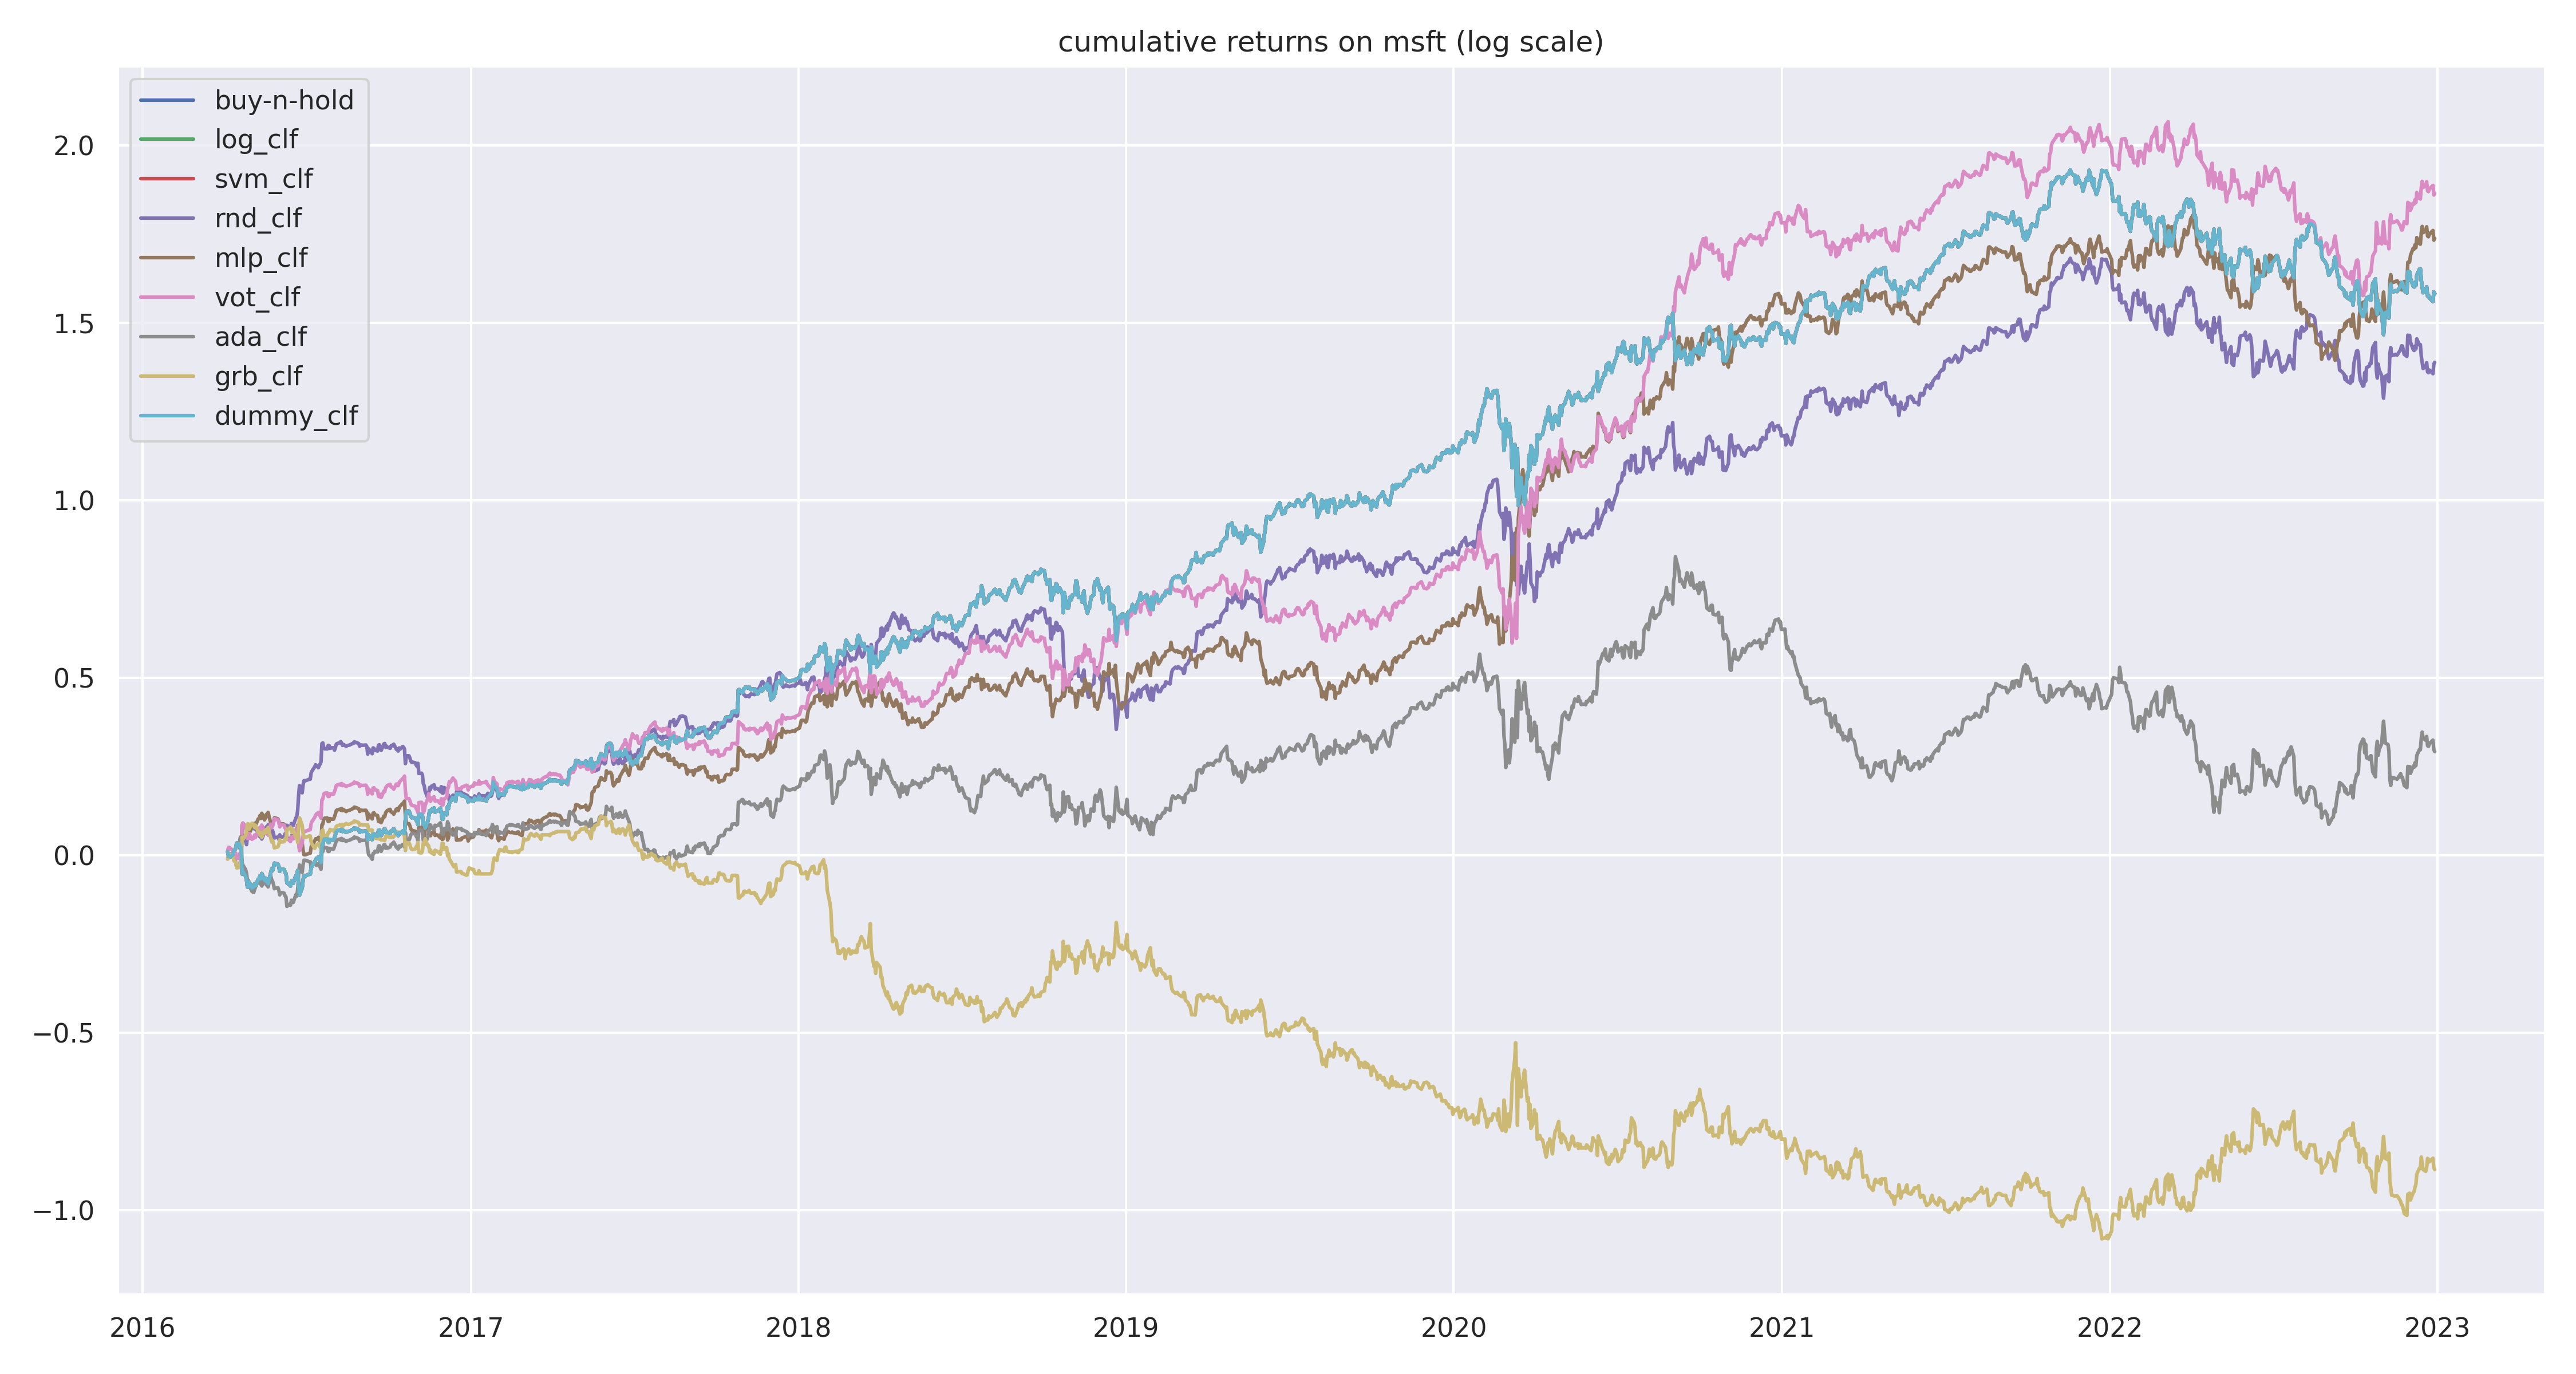 cumulative returns on msft (log scale)
buy-n-hold
log_clf
svm_clf
rnd_clf
mlp_clf
vot_clf
ada_clf
grb_clf
dummy_clf
2.0
1.5
1.0
0.5
0.0
−0.5
−1.0
2016 2017 2018 2019 2020 2021 2022 2023